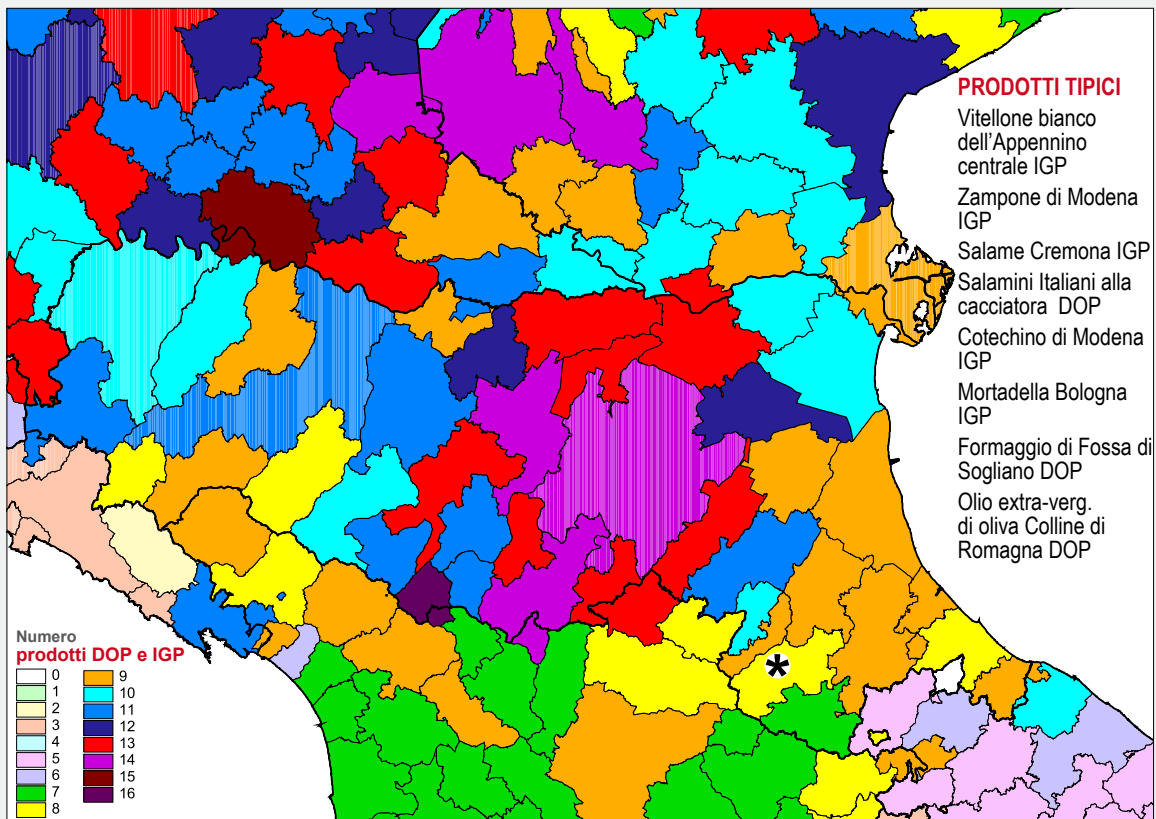 PRODOTTI TIPICI
Vitellone bianco
dell'Appennino
centrale IGP
Zampone di Modena
IGP
Salame Cremona IGP
Salamini Italiani alla
cacciatora DOP
Cotechino di Modena
IGP
Mortadella Bologna
IGP
Formaggio di Fossa di
Sogliano DOP
Olio extra-verg.
di oliva Colline di
Romagna DOP
*
Numero
prodotti DOP e IGP
0
1
2
3
4
5
6
7
8
9
10
11
12
13
14
15
16